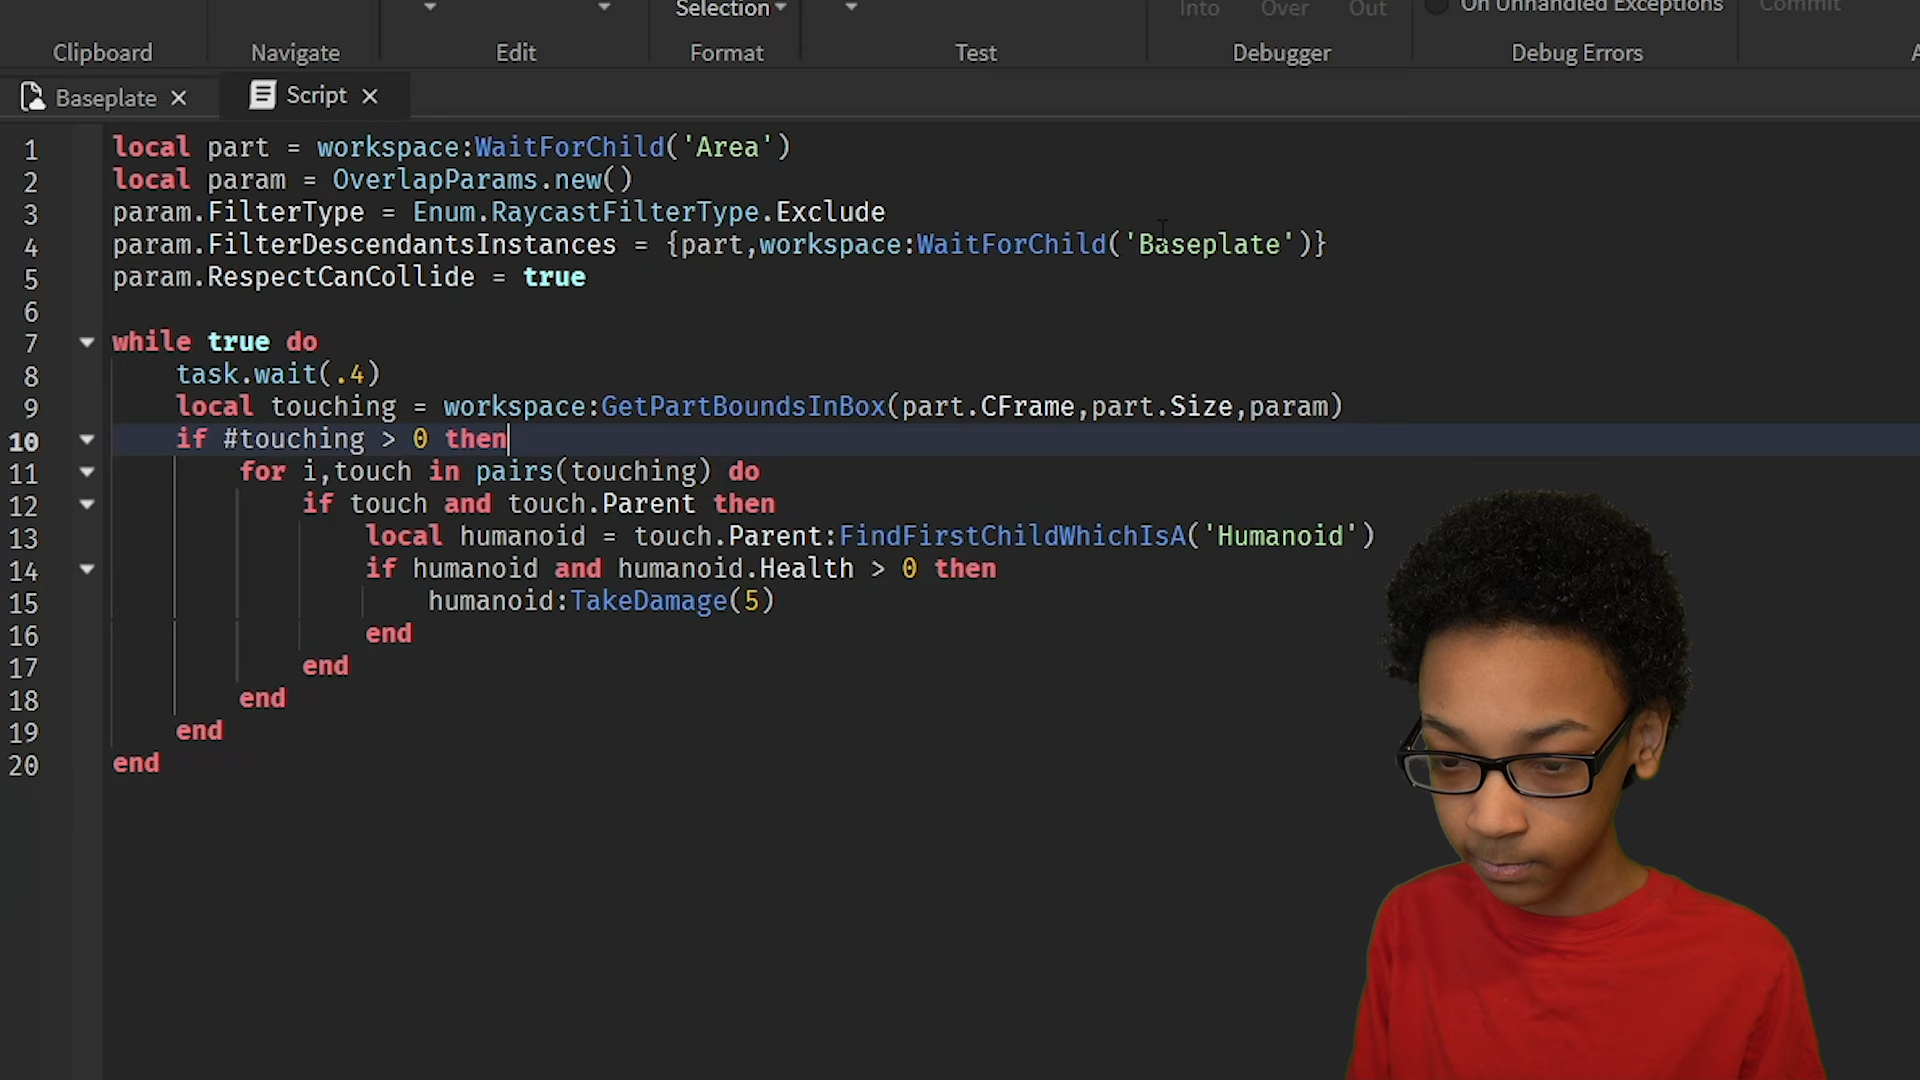 Selection
Into Over Out
On Unhandled Exceptions
Commit
Clipboard
Navigate
Edit
Format
Test
Debugger
Debug Errors
Baseplate
Script
1 local part = workspace:WaitForChild('Area')
2 local param = OverlapParams.new()
3 param.FilterType = Enum.RaycastFilterType.Exclude
4 param.FilterDescendantsInstances = {part,workspace:WaitForChild('Baseplate')}
5 param.RespectCanCollide = true
6
7 while true do
8 task.wait(.4)
9 local touching = workspace:GetPartBoundsInBox(part.CFrame,part.Size,param)
10 if #touching > 0 then
11 for i,touch in pairs(touching) do
12 if touch and touch.Parent then
13 local humanoid = touch.Parent:FindFirstChildWhichIsA('Humanoid')
14 if humanoid and humanoid.Health > 0 then
15 humanoid:TakeDamage(5)
16 end
17 end
18 end
19 end
20 end